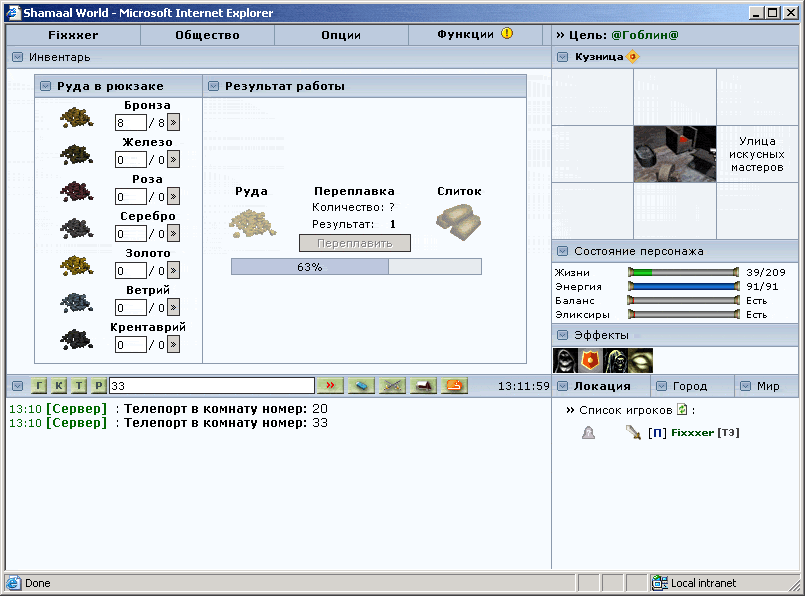 Shamaal World - Microsoft Internet Explorer
Fixxxer Общество Опции Функции
» Цель: @Гоблин@
Инвентарь
Кузница
Руда в рюкзаке
Результат работы
Бронза
8 / 8 »
Железо
0 / 0 »
Роза
0 / 0 »
Серебро
0 / 0 »
Золото
0 / 0 »
Ветрий
0 / 0 »
Крентаврий
0 / 0 »
Руда
Переплавка
Количество: ?
Результат: 1
Переплавить
Слиток
63%
Улица
искусных
мастеров
Состояние персонажа
Жизни 39/209
Энергия 91/91
Баланс Есть
Эликсиры Есть
Эффекты
Г К Т Р 33 »
13:11:59
Локация Город Мир
13:10 [Сервер] : Телепорт в комнату номер: 20
13:10 [Сервер] : Телепорт в комнату номер: 33
» Список игроков :
[П] Fixxxer [ТЭ]
Done
Local intranet